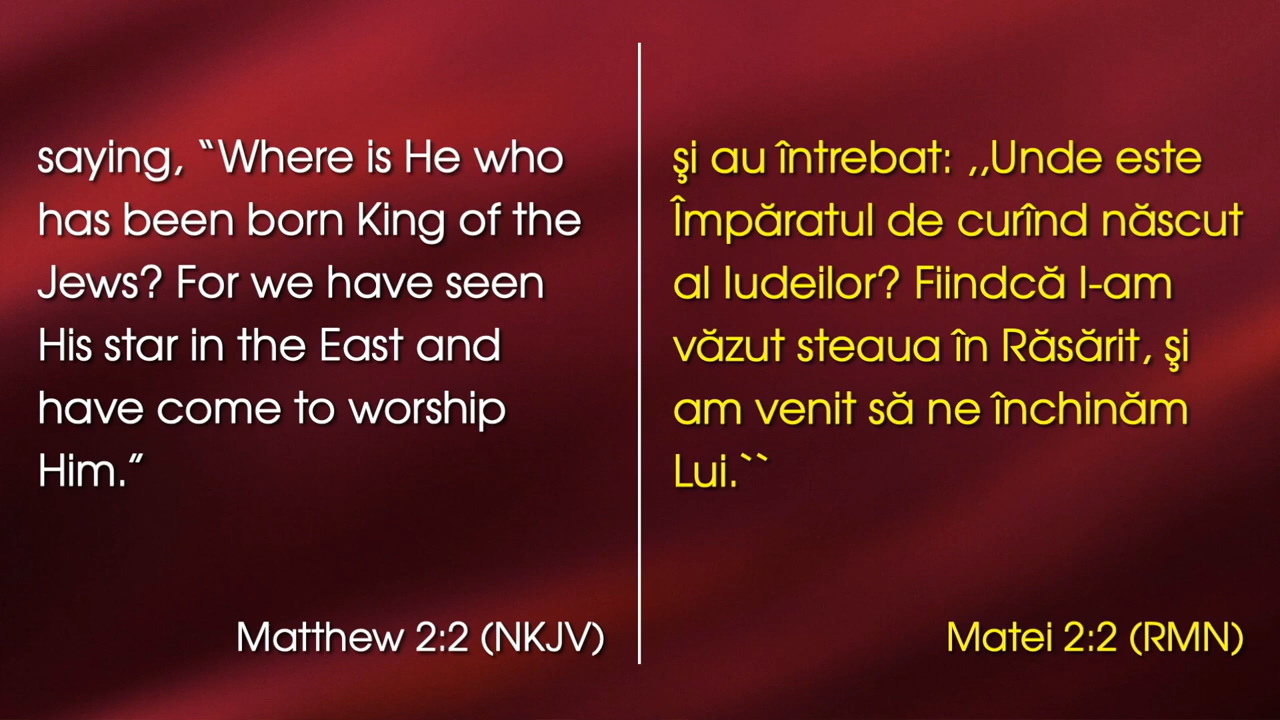 saying, “Where is He who
has been born King of the
Jews? For we have seen
His star in the East and
have come to worship
Him.”
Matthew 2:2 (NKJV)
şi au întrebat: ,,Unde este
Împăratul de curînd născut
al Iudeilor? Fiindcă l-am
văzut steaua în Răsărit, şi
am venit să ne închinăm
Lui.``
Matei 2:2 (RMN)